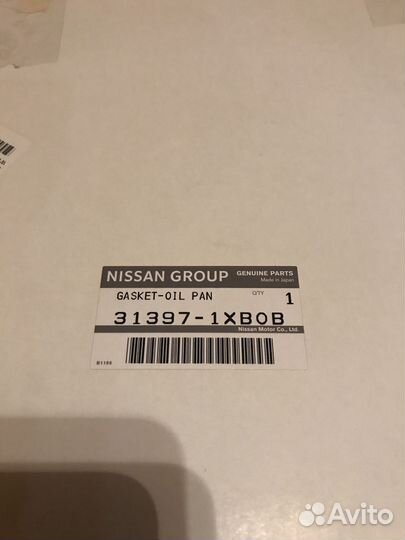 NISSAN GROUP GENUINE PARTS
Made in Japan
GASKET-OIL PAN QTY 1
31397-1XB0B
Nissan Motor Co., Ltd.
B1186
Avito